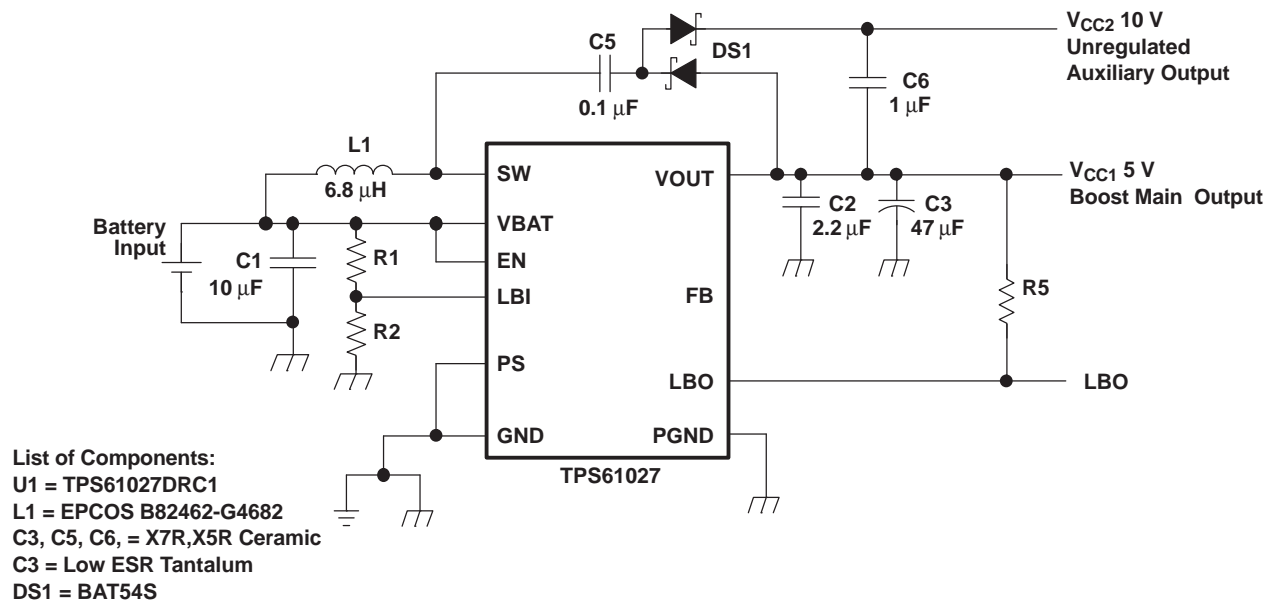 C5
0.1 μF
DS1
VCC2 10 V
Unregulated
Auxiliary Output
C6
1 μF
L1
6.8 μH
SW
VOUT
VCC1 5 V
Boost Main Output
Battery
Input
C1
10 μF
R1
R2
VBAT
EN
LBI
PS
GND
FB
LBO
PGND
C2
2.2 μF
C3
47 μF
R5
LBO
TPS61027
List of Components:
U1 = TPS61027DRC1
L1 = EPCOS B82462-G4682
C3, C5, C6, = X7R,X5R Ceramic
C3 = Low ESR Tantalum
DS1 = BAT54S